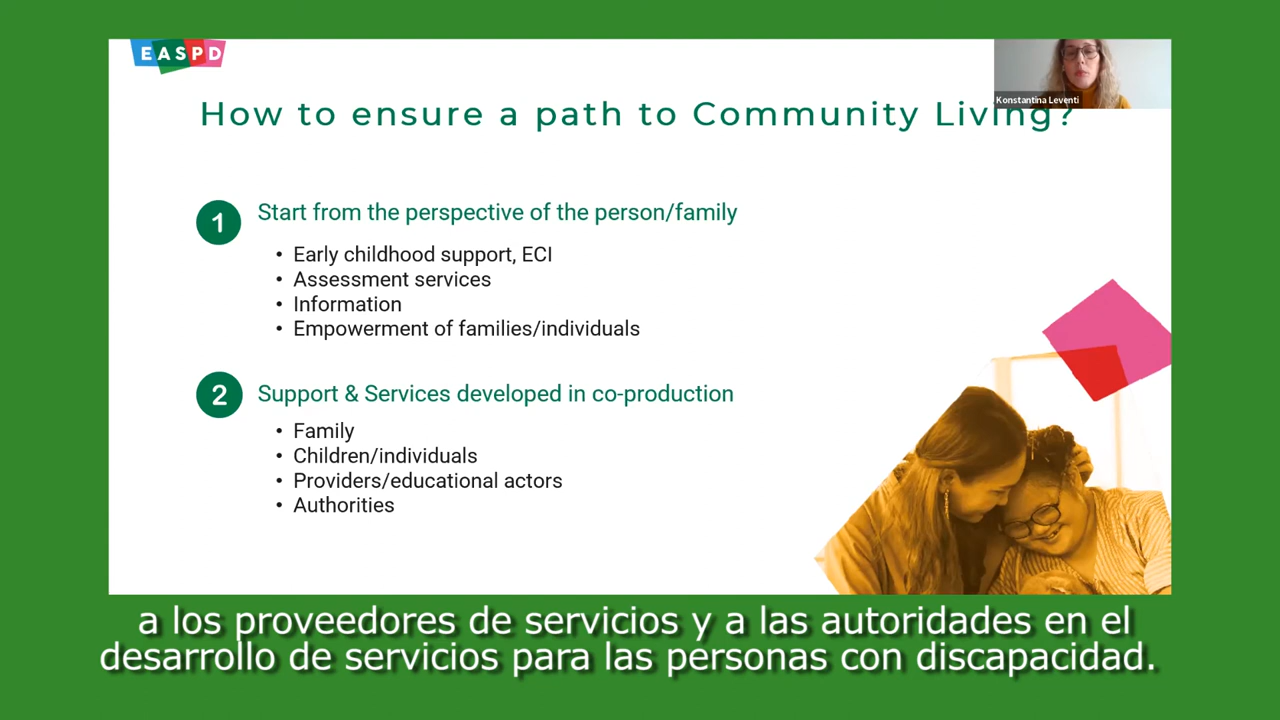 EASPD
Konstantina Leventi
How to ensure a path to Community Living?
1
Start from the perspective of the person/family
• Early childhood support, ECI
• Assessment services
• Information
• Empowerment of families/individuals
2
Support & Services developed in co-production
• Family
• Children/individuals
• Providers/educational actors
• Authorities
a los proveedores de servicios y a las autoridades en el
desarrollo de servicios para las personas con discapacidad.